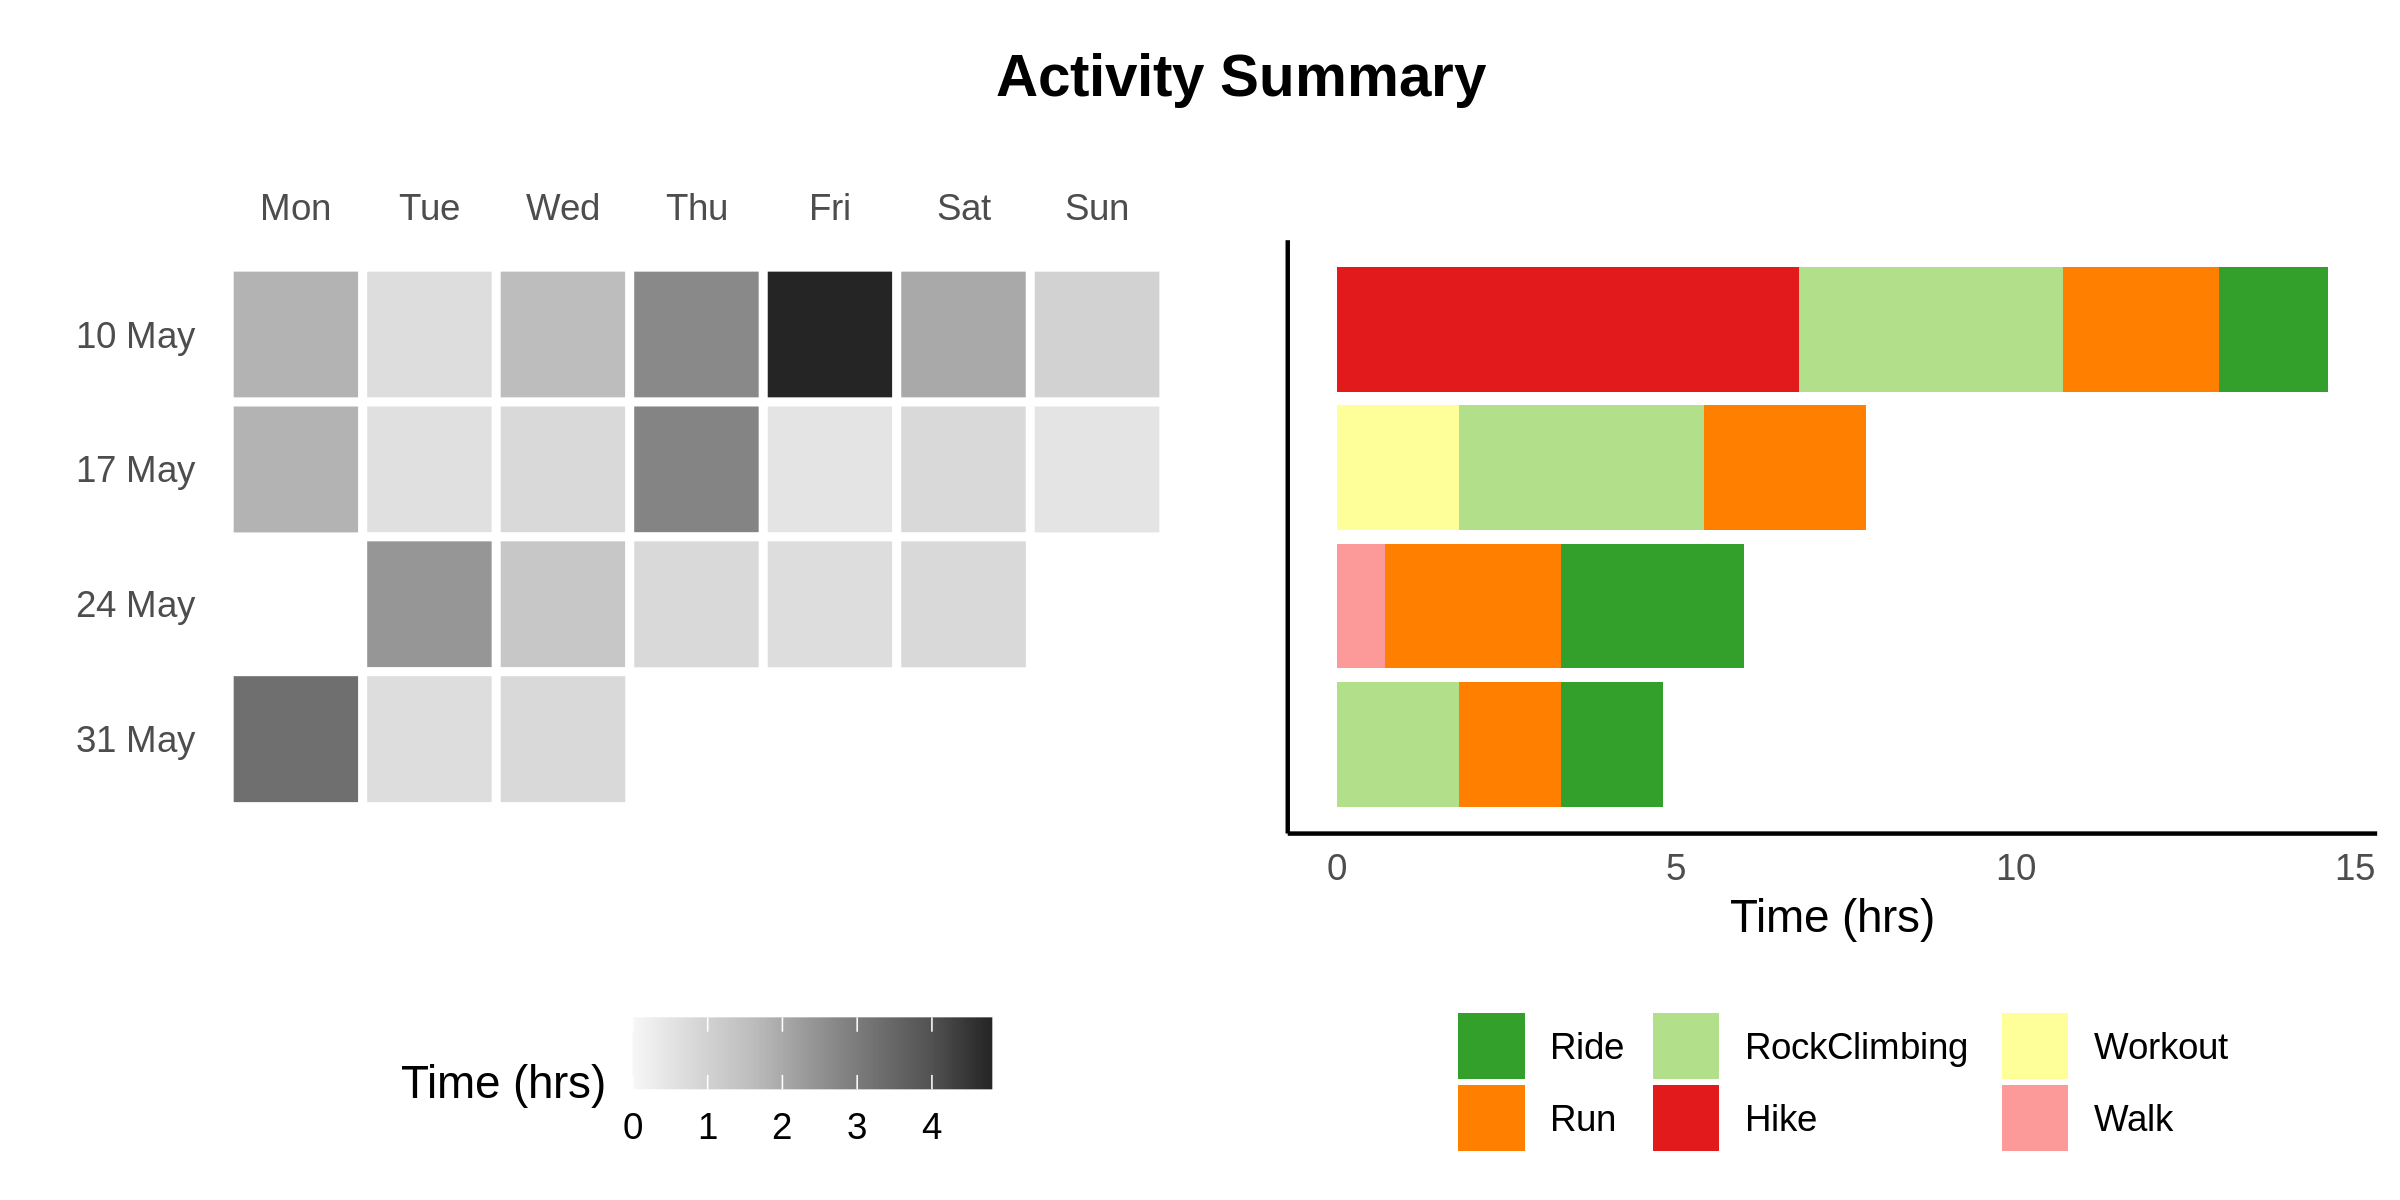 Activity Summary
Mon Tue Wed Thu Fri Sat Sun
10 May
17 May
24 May
31 May
0 5 10 15
Time (hrs)
Time (hrs)
0 1 2 3 4
Ride RockClimbing Workout
Run Hike Walk